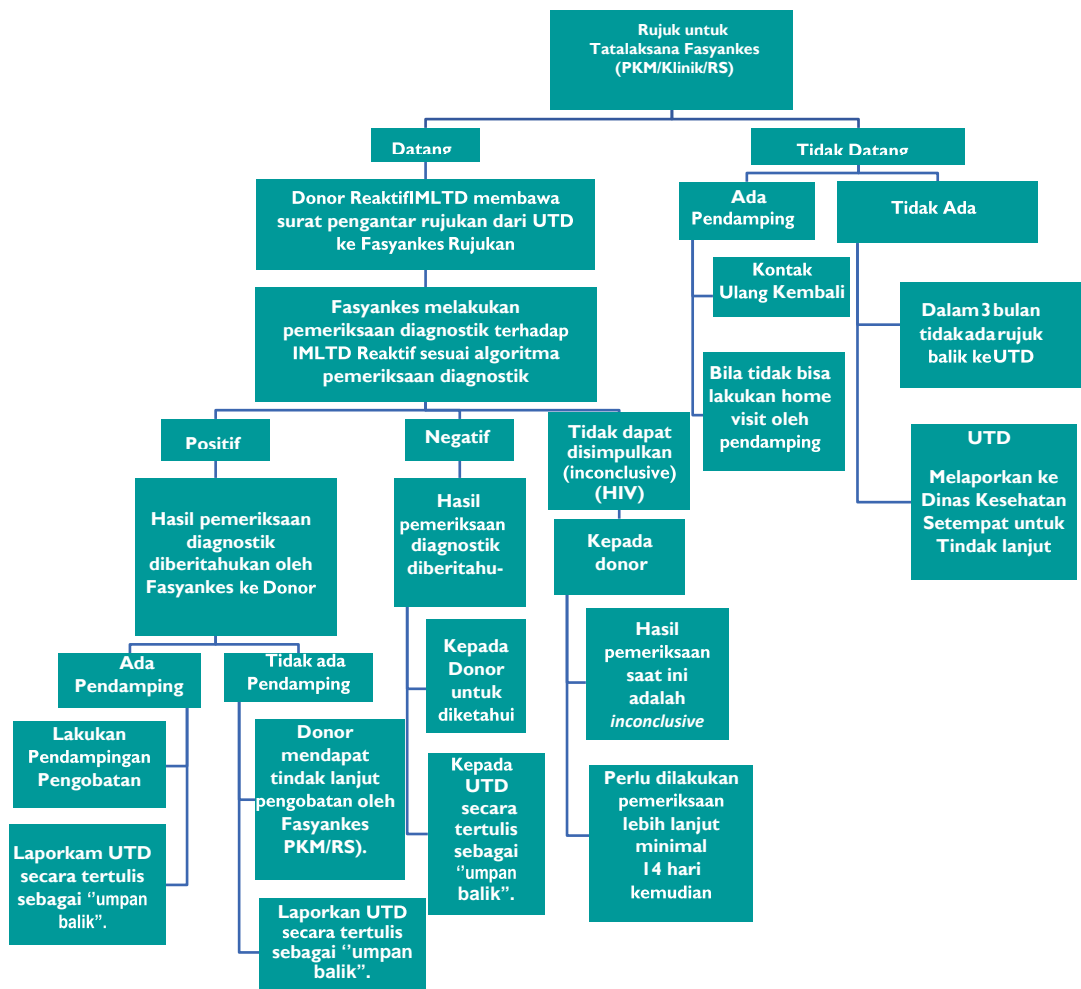 Rujuk untuk
Tatalaksana Fasyankes
(PKM/Klinik/RS)
Datang
Tidak Datang
Donor ReaktifIMLTD membawa
surat pengantar rujukan dari UTD
ke Fasyankes Rujukan
Ada
Pendamping
Tidak Ada
Kontak
Ulang Kembali
Dalam 3 bulan
tidak ada rujuk
balik ke UTD
Fasyankes melakukan
pemeriksaan diagnostik terhadap
IMLTD Reaktif sesuai algoritma
pemeriksaan diagnostik
Bila tidak bisa
lakukan home
visit oleh
pendamping
UTD
Melaporkan ke
Dinas Kesehatan
Setempat untuk
Tindak lanjut
Positif
Negatif
Tidak dapat
disimpulkan
(inconclusive)
(HIV)
Hasil pemeriksaan
diagnostik
diberitahukan oleh
Fasyankes ke Donor
Hasil
pemeriksaan
diagnostik
diberitahu-
Kepada
donor
Ada
Pendamping
Tidak ada
Pendamping
Kepada
Donor
untuk
diketahui
Hasil
pemeriksaan
saat ini
adalah
inconclusive
Lakukan
Pendampingan
Pengobatan
Donor
mendapat
tindak lanjut
pengobatan oleh
Fasyankes
PKM/RS).
Kepada
UTD
secara
tertulis
sebagai
‘’umpan
balik”.
Perlu dilakukan
pemeriksaan
lebih lanjut
minimal
14 hari
kemudian
Laporkam UTD
secara tertulis
sebagai ‘’umpan
balik”.
Laporkan UTD
secara tertulis
sebagai ‘’umpan
balik”.